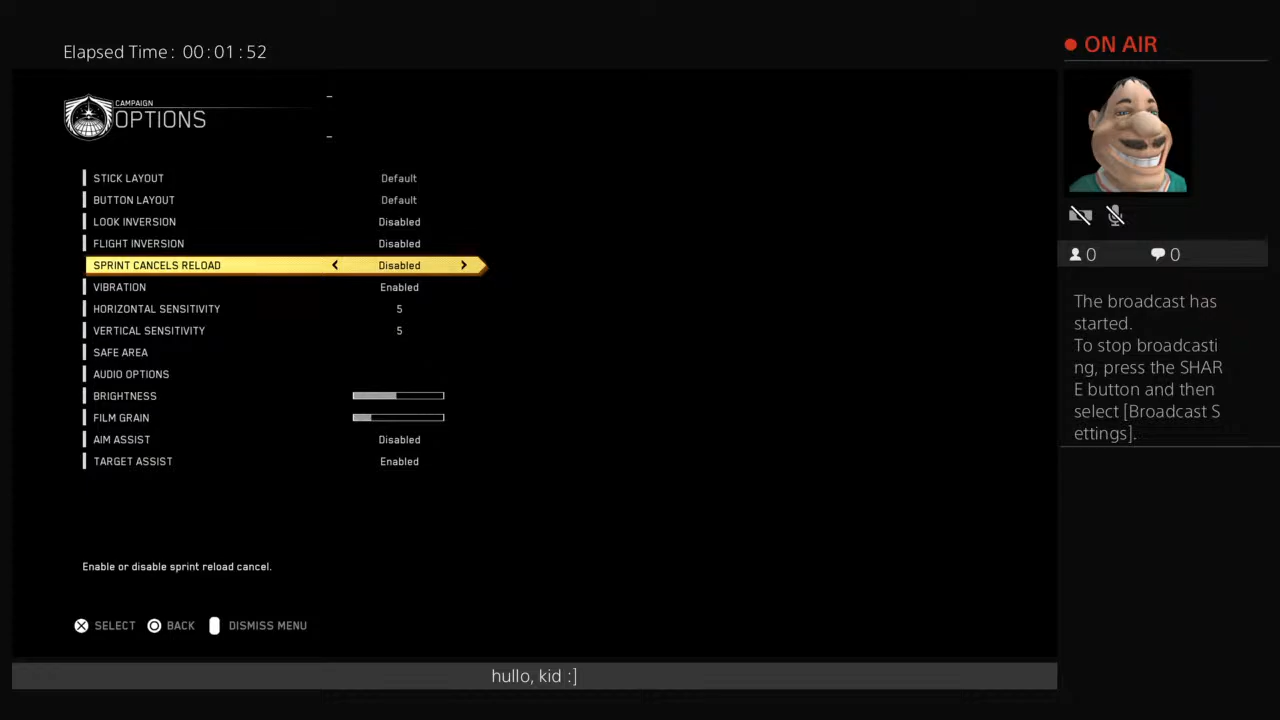 Elapsed Time: 00:01:52
ON AIR
CAMPAIGN
OPTIONS
STICK LAYOUT Default
BUTTON LAYOUT Default
LOOK INVERSION Disabled
FLIGHT INVERSION Disabled
SPRINT CANCELS RELOAD < Disabled >
VIBRATION Enabled
HORIZONTAL SENSITIVITY 5
VERTICAL SENSITIVITY 5
SAFE AREA
AUDIO OPTIONS
BRIGHTNESS
FILM GRAIN
AIM ASSIST Disabled
TARGET ASSIST Enabled
Enable or disable sprint reload cancel.
SELECT BACK DISMISS MENU
hullo, kid :]
0 0
The broadcast has
started.
To stop broadcasti
ng, press the SHAR
E button and then
select [Broadcast S
ettings].